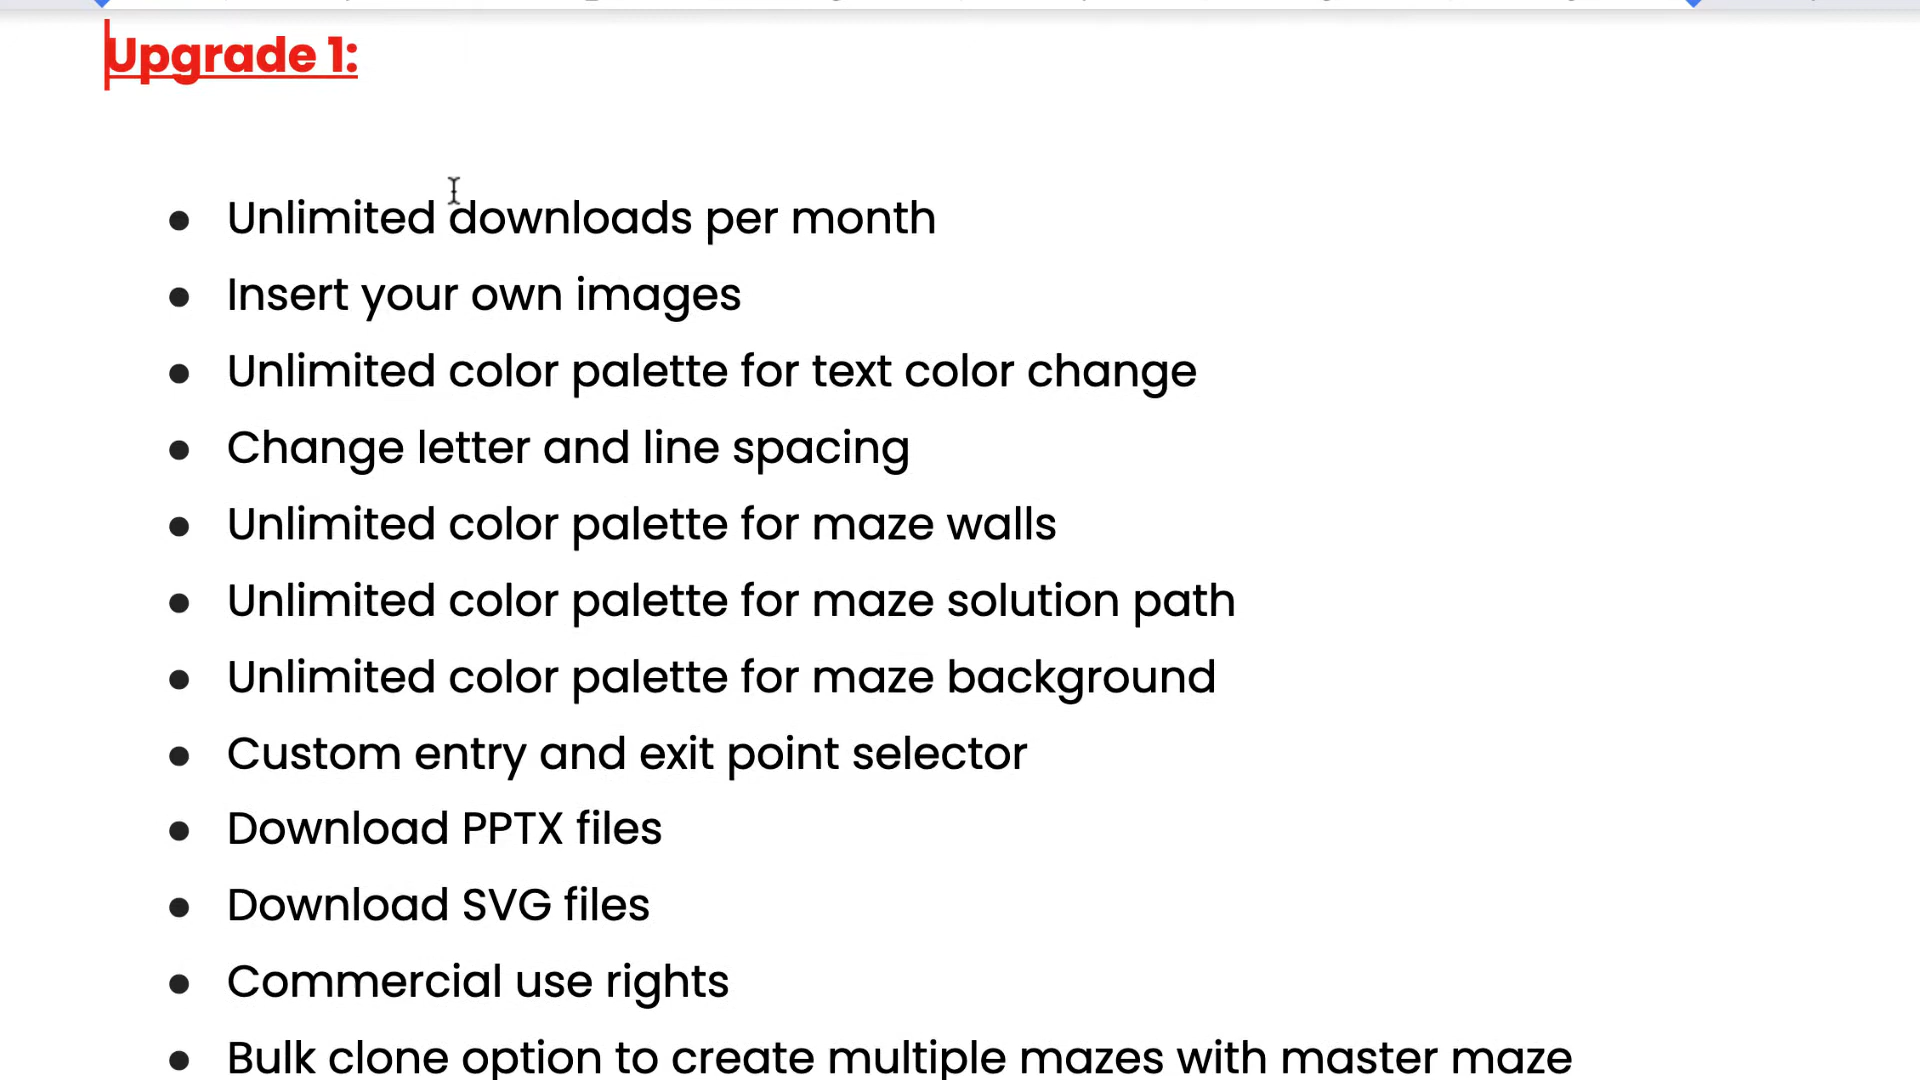 Upgrade 1:
Unlimited downloads per month
Insert your own images
Unlimited color palette for text color change
Change letter and line spacing
Unlimited color palette for maze walls
Unlimited color palette for maze solution path
Unlimited color palette for maze background
Custom entry and exit point selector
Download PPTX files
Download SVG files
Commercial use rights
Bulk clone option to create multiple mazes with master maze